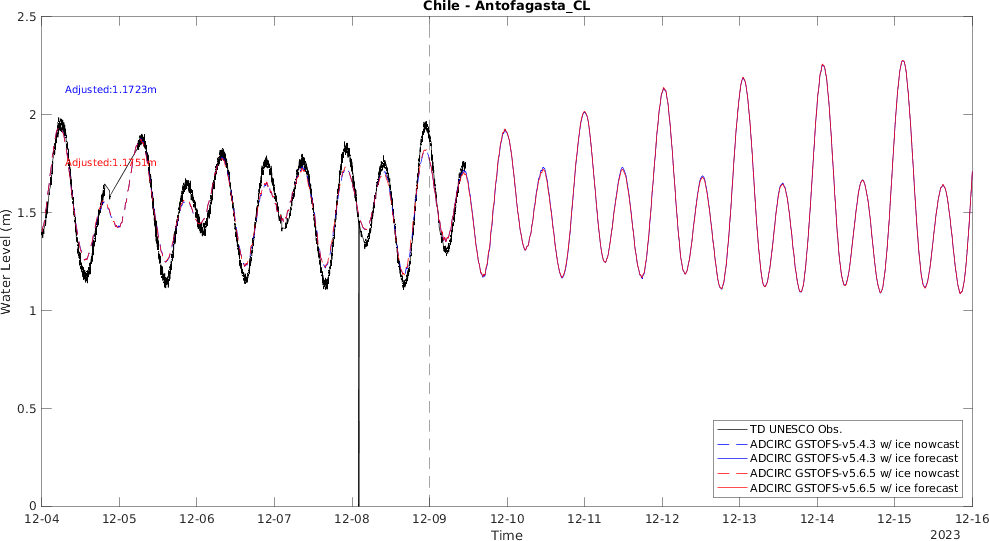 Chile - Antofagasta_CL
2.5
2
1.5
1
0.5
0
Water Level (m)
Adjusted:1.1723m
Adjusted:1.1751m
TD UNESCO Obs.
ADCIRC GSTOFS-v5.4.3 w/ ice nowcast
ADCIRC GSTOFS-v5.4.3 w/ ice forecast
ADCIRC GSTOFS-v5.6.5 w/ ice nowcast
ADCIRC GSTOFS-v5.6.5 w/ ice forecast
12-04 12-05 12-06 12-07 12-08 12-09 12-10 12-11 12-12 12-13 12-14 12-15 12-16
Time
2023